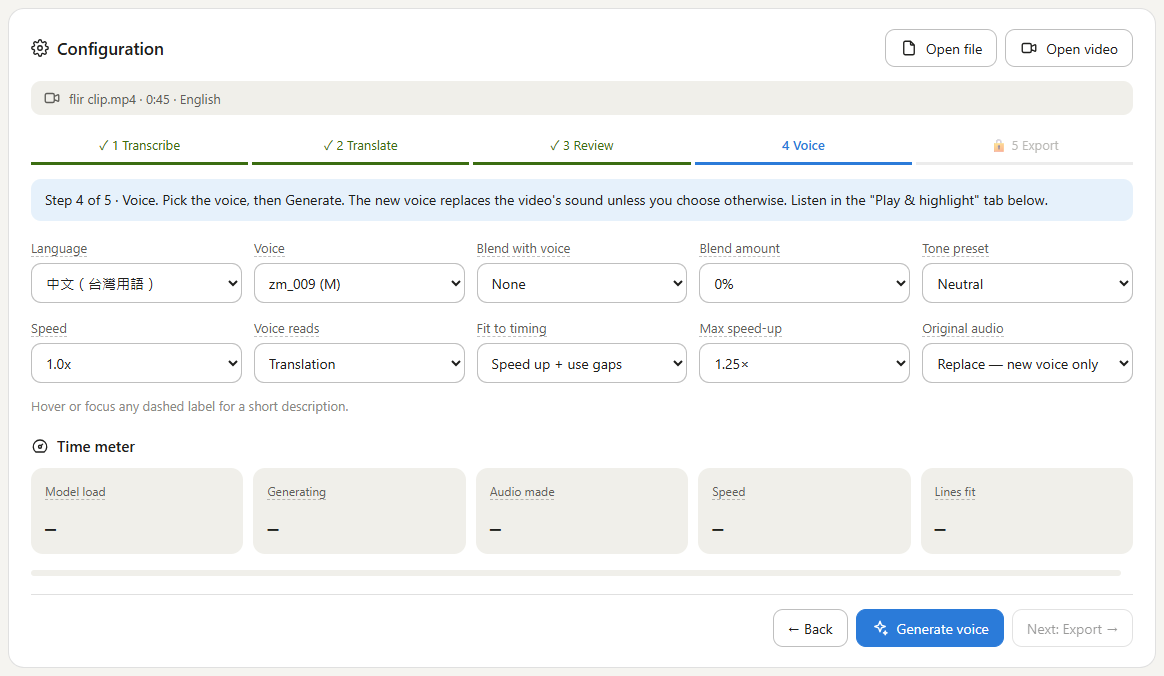 Configuration
Open file
Open video
flir clip.mp4 · 0:45 · English
✓ 1 Transcribe
✓ 2 Translate
✓ 3 Review
4 Voice
🔒 5 Export
Step 4 of 5 · Voice. Pick the voice, then Generate. The new voice replaces the video's sound unless you choose otherwise. Listen in the "Play & highlight" tab below.
Language
Voice
Blend with voice
Blend amount
Tone preset
中文（台灣用語）
zm_009 (M)
None
0%
Neutral
Speed
Voice reads
Fit to timing
Max speed-up
Original audio
1.0x
Translation
Speed up + use gaps
1.25×
Replace — new voice only
Hover or focus any dashed label for a short description.
Time meter
Model load
Generating
Audio made
Speed
Lines fit
–
–
–
–
–
← Back
Generate voice
Next: Export →